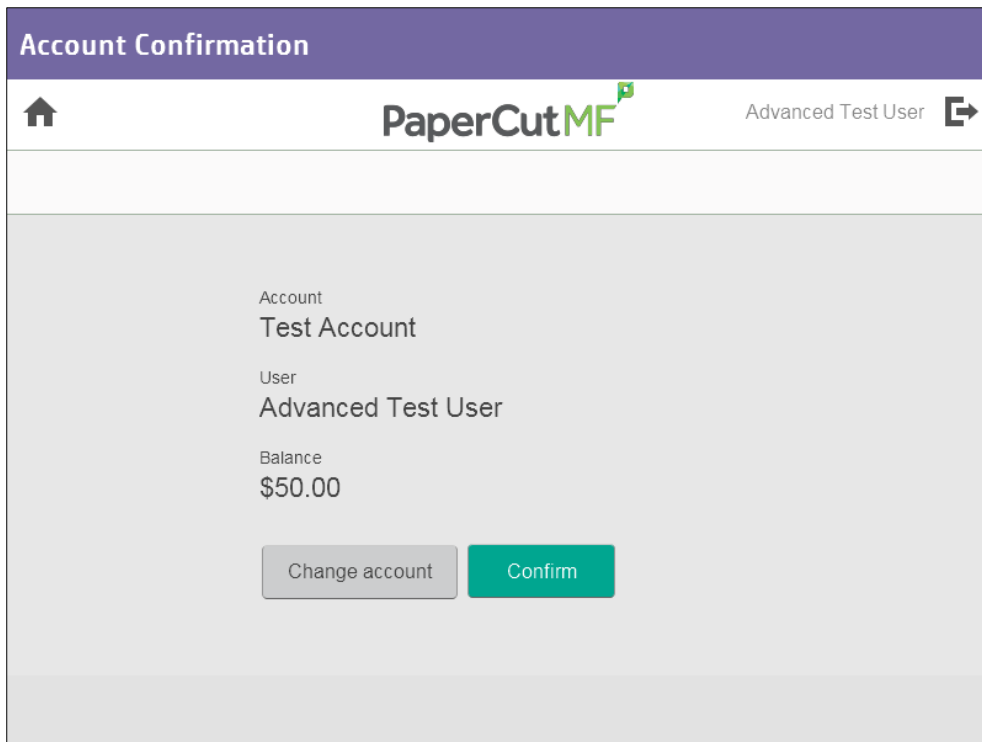 Account Confirmation
PaperCutMF
Advanced Test User
Account
Test Account
User
Advanced Test User
Balance
$50.00
Change account
Confirm